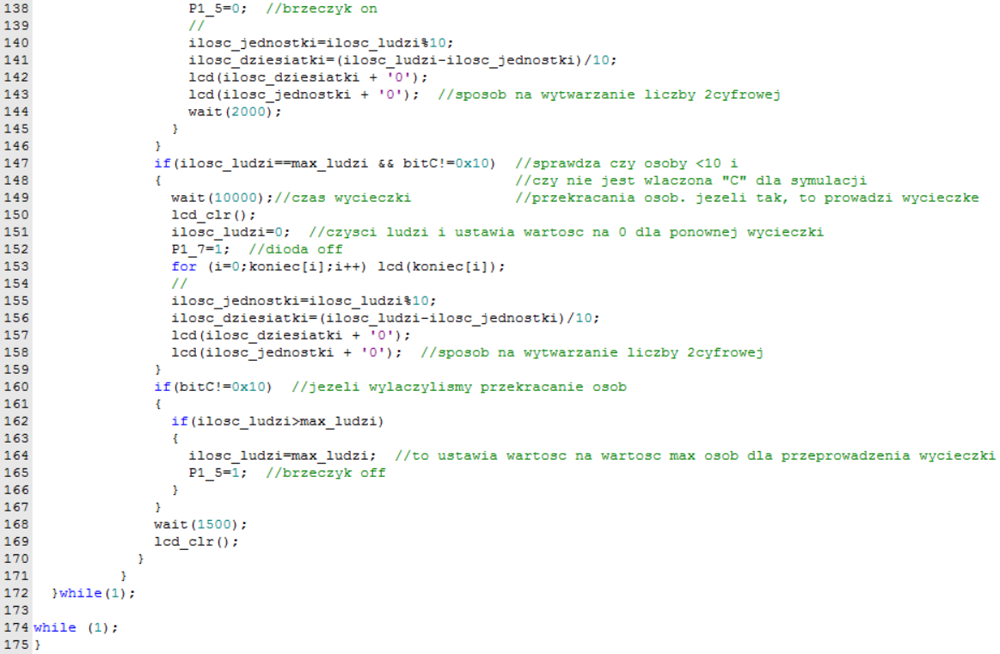 138 P1_5=0; //brzeczyk on
139 //
140 ilosc_jednostki=ilosc_ludzi%10;
141 ilosc_dziesiatki=(ilosc_ludzi-ilosc_jednostki)/10;
142 lcd(ilosc_dziesiatki + '0');
143 lcd(ilosc_jednostki + '0'); //sposob na wytwarzanie liczby 2cyfrowej
144 wait(2000);
145 }
146 }
147 if(ilosc_ludzi==max_ludzi && bitC!=0x10) //sprawdza czy osoby <10 i
148 { //czy nie jest wlaczona "C" dla symulacji
149 wait(10000);//czas wycieczki //przekracania osob. jezeli tak, to prowadzi wycieczke
150 lcd_clr();
151 ilosc_ludzi=0; //czysci ludzi i ustawia wartosc na 0 dla ponownej wycieczki
152 P1_7=1; //dioda off
153 for (i=0;koniec[i];i++) lcd(koniec[i]);
154 //
155 ilosc_jednostki=ilosc_ludzi%10;
156 ilosc_dziesiatki=(ilosc_ludzi-ilosc_jednostki)/10;
157 lcd(ilosc_dziesiatki + '0');
158 lcd(ilosc_jednostki + '0'); //sposob na wytwarzanie liczby 2cyfrowej
159 }
160 if(bitC!=0x10) //jezeli wylaczylismy przekracanie osob
161 {
162 if(ilosc_ludzi>max_ludzi)
163 {
164 ilosc_ludzi=max_ludzi; //to ustawia wartosc na wartosc max osob dla przeprowadzenia wycieczki
165 P1_5=1; //brzeczyk off
166 }
167 }
168 wait(1500);
169 lcd_clr();
170 }
171 }
172 }while(1);
173
174 while (1);
175 }